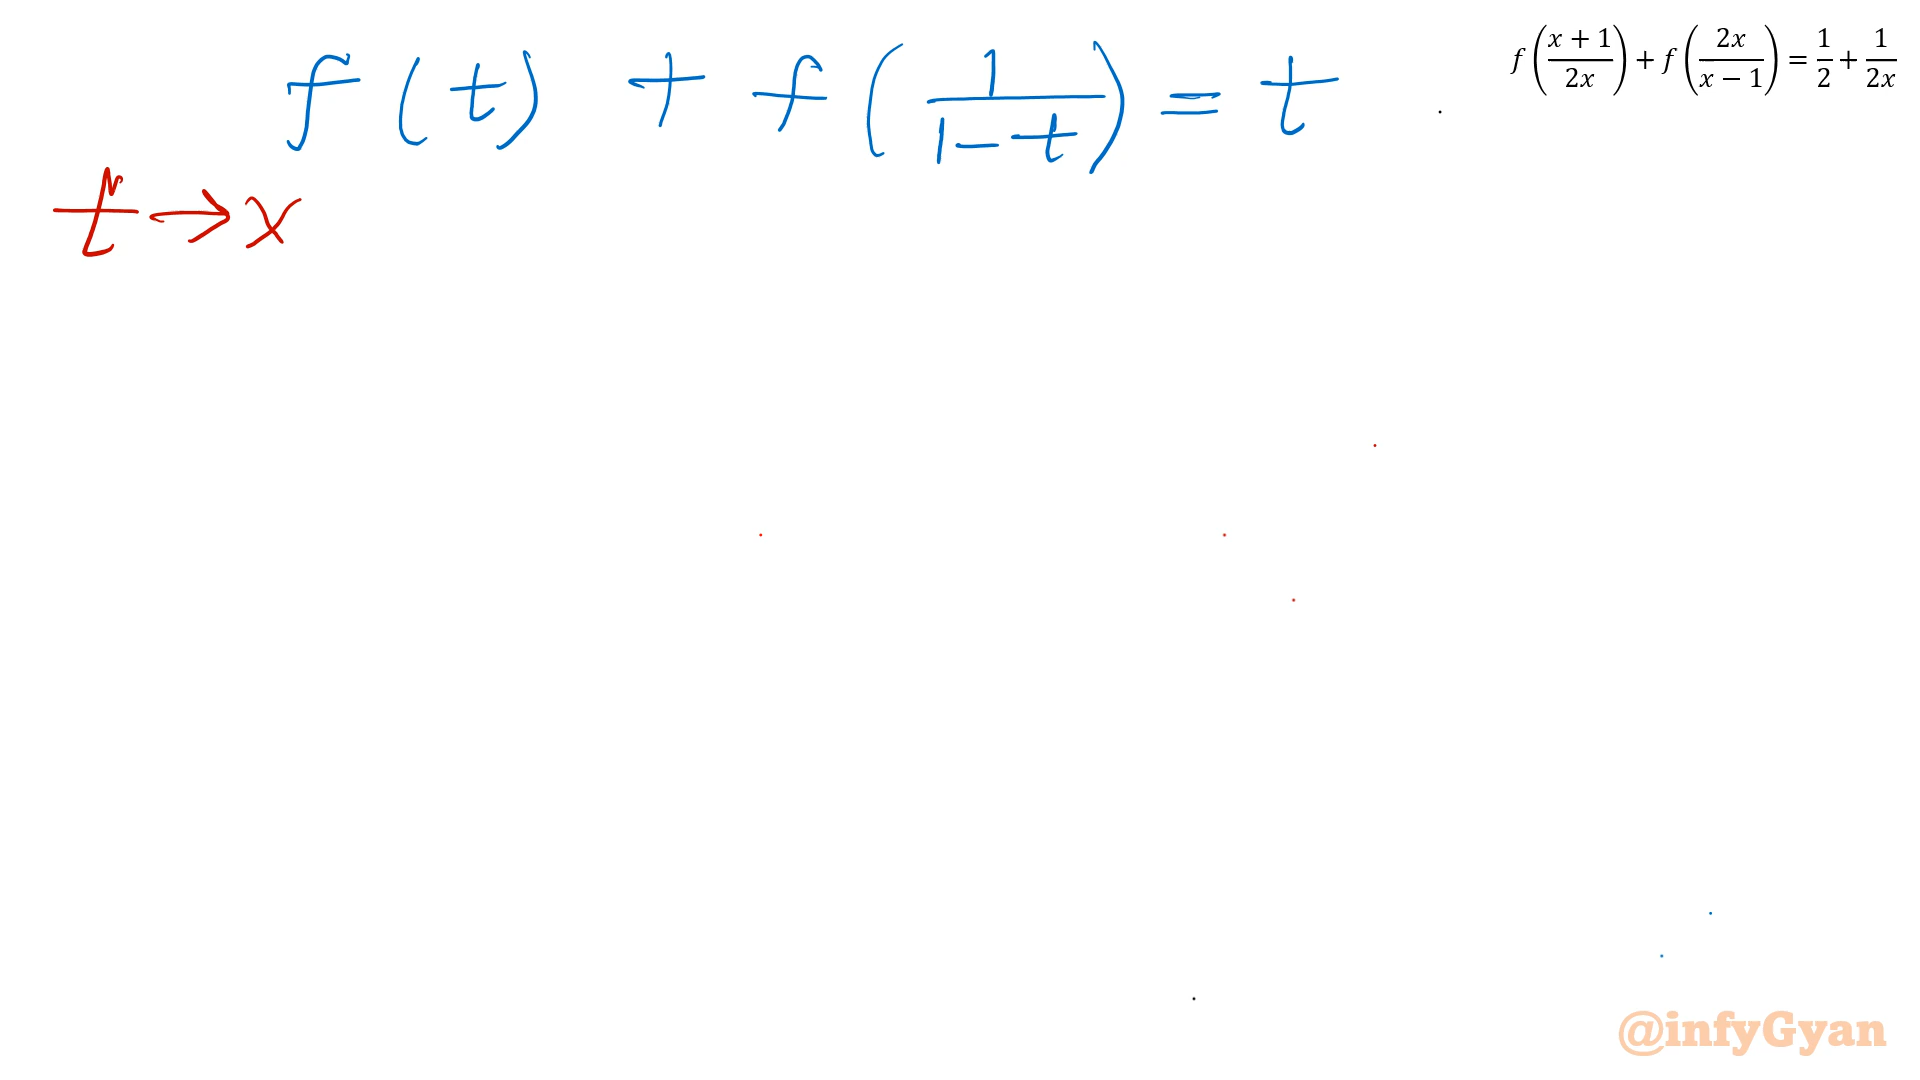 f(t) + f(1/(1-t)) = t
f((x + 1)/(2x)) + f((2x)/(x − 1)) = 1/2 + 1/(2x)
t → x
@infyGyan